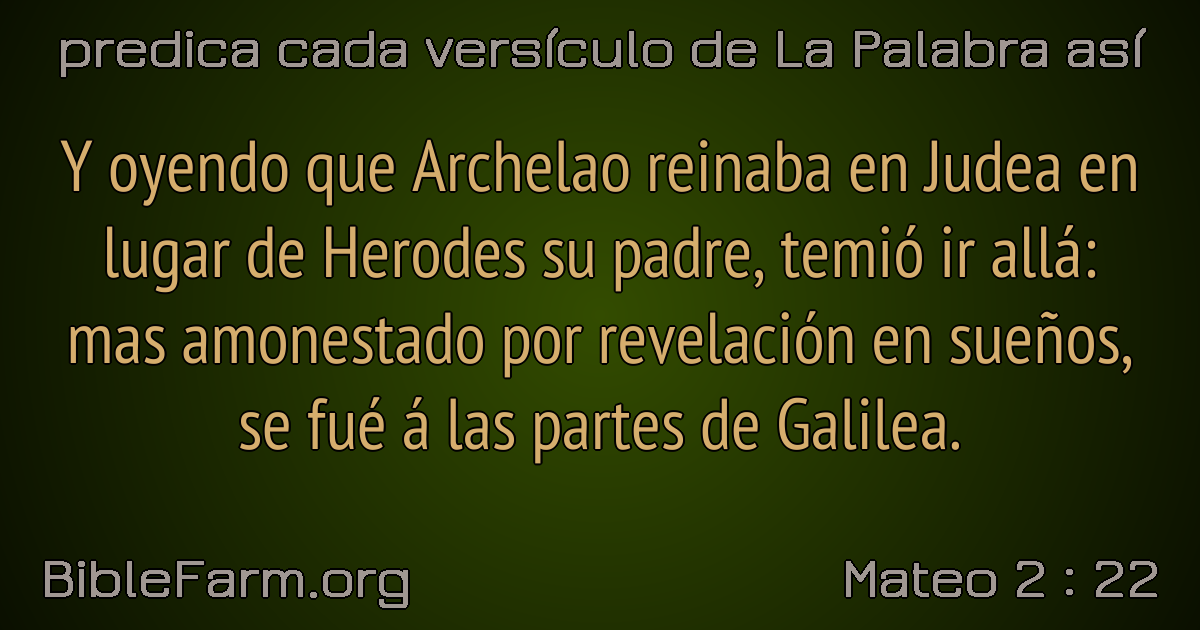 predica cada versículo de La Palabra así
Y oyendo que Archelao reinaba en Judea en
lugar de Herodes su padre, temió ir allá:
mas amonestado por revelación en sueños,
se fué á las partes de Galilea.
BibleFarm.org
Mateo 2 : 22